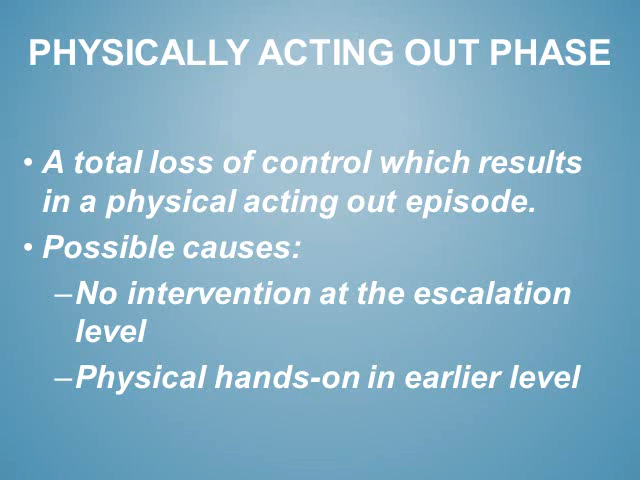 PHYSICALLY ACTING OUT PHASE
• A total loss of control which results
in a physical acting out episode.
• Possible causes:
–No intervention at the escalation
level
–Physical hands-on in earlier level